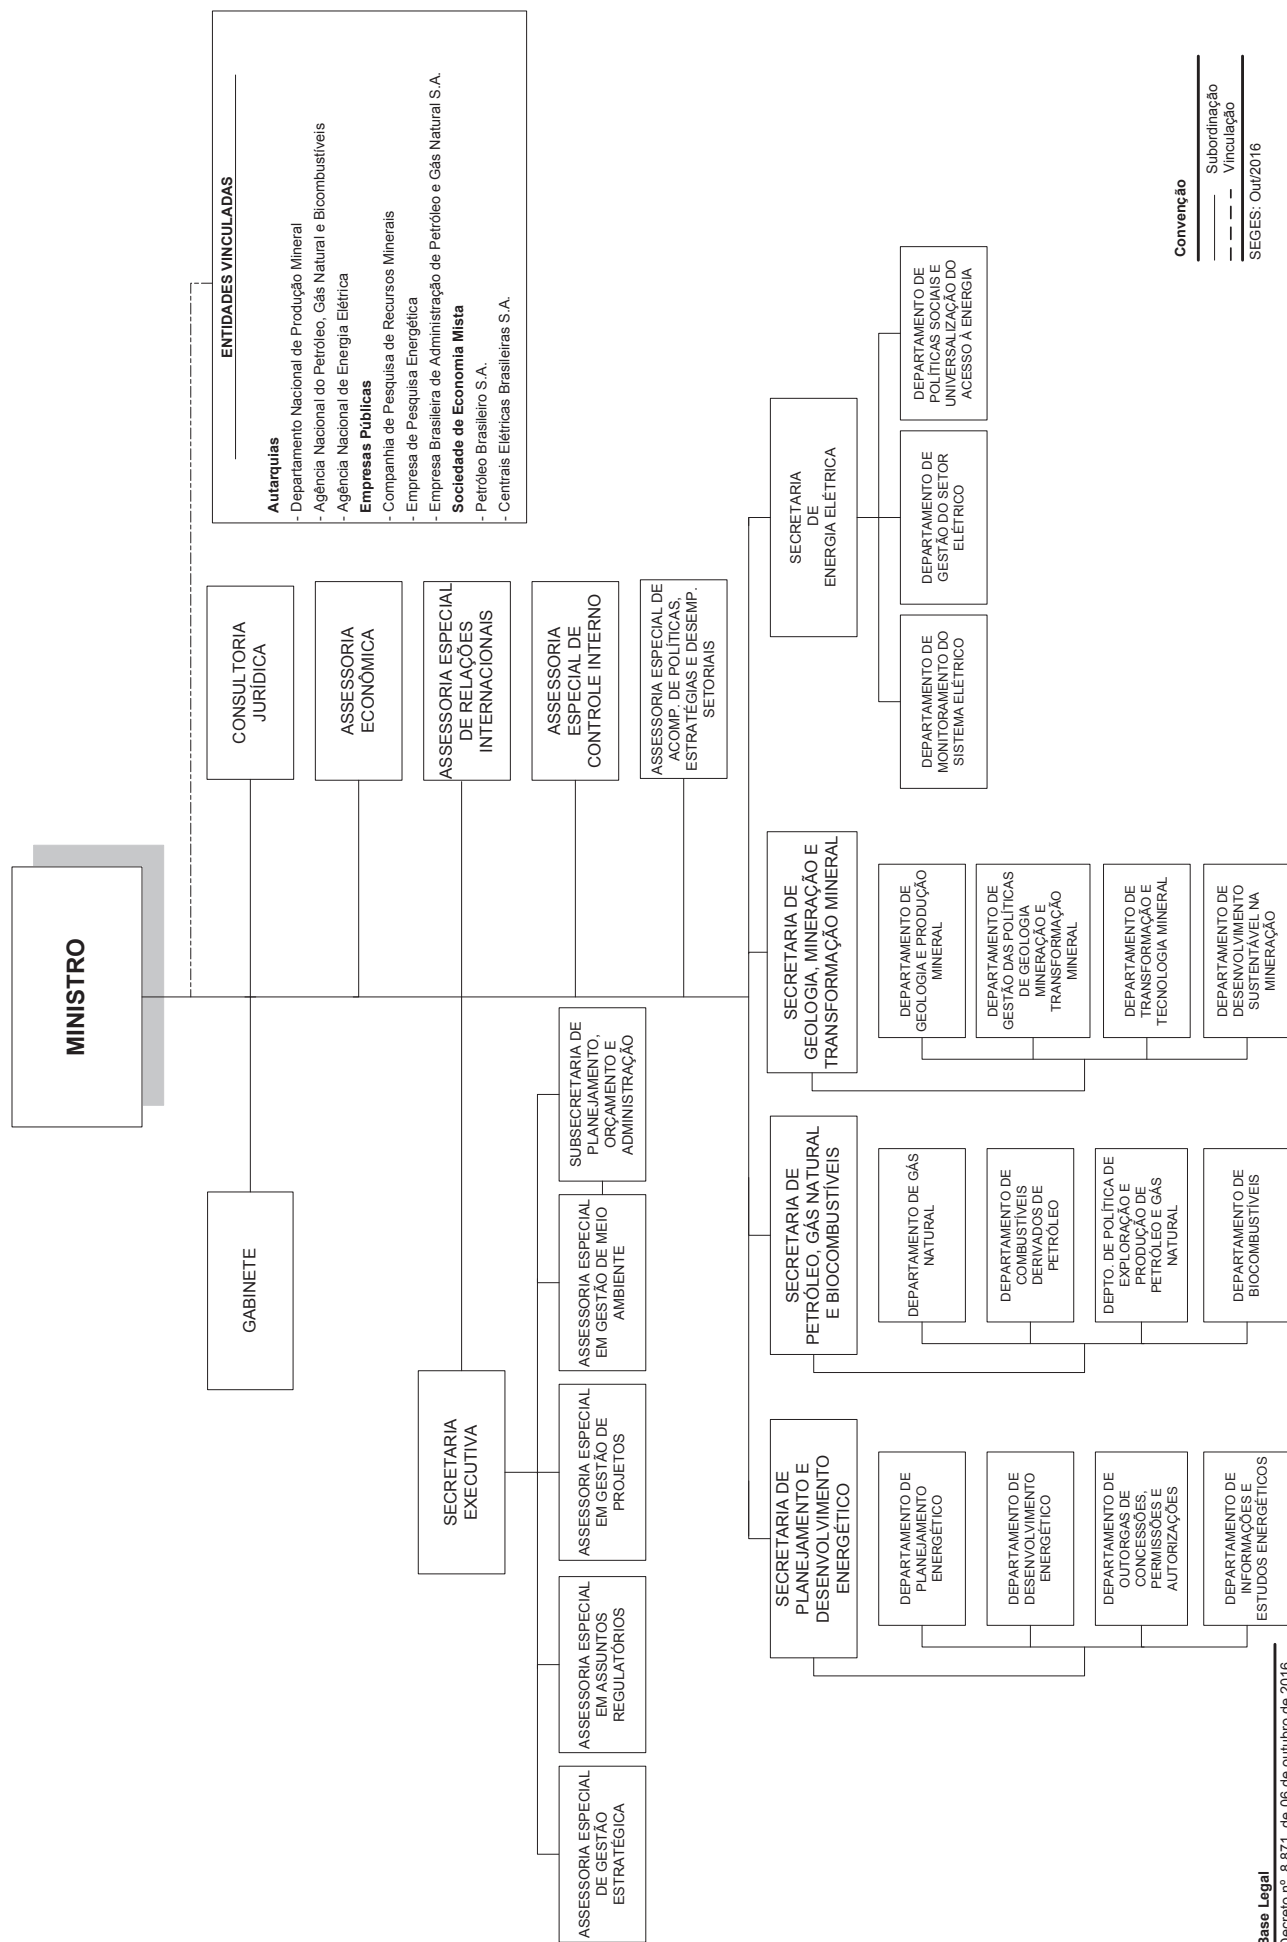 MINISTRO
ENTIDADES VINCULADAS
Autarquias
- Departamento Nacional de Produção Mineral
- Agência Nacional do Petróleo, Gás Natural e Bicombustíveis
- Agência Nacional de Energia Elétrica
Empresas Públicas
- Companhia de Pesquisa de Recursos Minerais
- Empresa de Pesquisa Energética
- Empresa Brasileira de Administração de Petróleo e Gás Natural S.A.
Sociedade de Economia Mista
- Petróleo Brasileiro S.A.
- Centrais Elétricas Brasileiras S.A.
GABINETE
CONSULTORIA
JURÍDICA
ASSESSORIA
ECONÔMICA
SECRETARIA
EXECUTIVA
ASSESSORIA ESPECIAL
DE RELAÇÕES
INTERNACIONAIS
ASSESSORIA
ESPECIAL DE
CONTROLE INTERNO
ASSESSORIA ESPECIAL DE
ACOMP. DE POLÍTICAS,
ESTRATÉGIAS E DESEMP.
SETORIAIS
ASSESSORIA ESPECIAL
DE GESTÃO
ESTRATÉGICA
ASSESSORIA ESPECIAL
EM ASSUNTOS
REGULATÓRIOS
ASSESSORIA ESPECIAL
EM GESTÃO DE
PROJETOS
ASSESSORIA ESPECIAL
EM GESTÃO DE MEIO
AMBIENTE
SUBSECRETARIA DE
PLANEJAMENTO,
ORÇAMENTO E
ADMINISTRAÇÃO
SECRETARIA DE
PLANEJAMENTO E
DESENVOLVIMENTO
ENERGÉTICO
DEPARTAMENTO DE
PLANEJAMENTO
ENERGÉTICO
DEPARTAMENTO DE
DESENVOLVIMENTO
ENERGÉTICO
DEPARTAMENTO DE
OUTORGAS DE
CONCESSÕES,
PERMISSÕES E
AUTORIZAÇÕES
DEPARTAMENTO DE
INFORMAÇÕES E
ESTUDOS ENERGÉTICOS
SECRETARIA DE
PETRÓLEO, GÁS NATURAL
E BIOCOMBUSTÍVEIS
DEPARTAMENTO DE GÁS
NATURAL
DEPARTAMENTO DE
COMBUSTÍVEIS
DERIVADOS DE
PETRÓLEO
DEPTO. DE POLÍTICA DE
EXPLORAÇÃO E
PRODUÇÃO DE
PETRÓLEO E GÁS
NATURAL
DEPARTAMENTO DE
BIOCOMBUSTÍVEIS
SECRETARIA DE
GEOLOGIA, MINERAÇÃO E
TRANSFORMAÇÃO MINERAL
DEPARTAMENTO DE
GEOLOGIA E PRODUÇÃO
MINERAL
DEPARTAMENTO DE
GESTÃO DAS POLÍTICAS
DE GEOLOGIA
MINERAÇÃO E
TRANSFORMAÇÃO
MINERAL
DEPARTAMENTO DE
TRANSFORMAÇÃO E
TECNOLOGIA MINERAL
DEPARTAMENTO DE
DESENVOLVIMENTO
SUSTENTÁVEL NA
MINERAÇÃO
SECRETARIA
DE
ENERGIA ELÉTRICA
DEPARTAMENTO DE
MONITORAMENTO DO
SISTEMA ELÉTRICO
DEPARTAMENTO DE
GESTÃO DO SETOR
ELÉTRICO
DEPARTAMENTO DE
POLÍTICAS SOCIAIS E
UNIVERSALIZAÇÃO DO
ACESSO À ENERGIA
Convenção
Subordinação
Vinculação
SEGES: Out/2016
Base Legal
Decreto nº. 8.871, de 06 de outubro de 2016